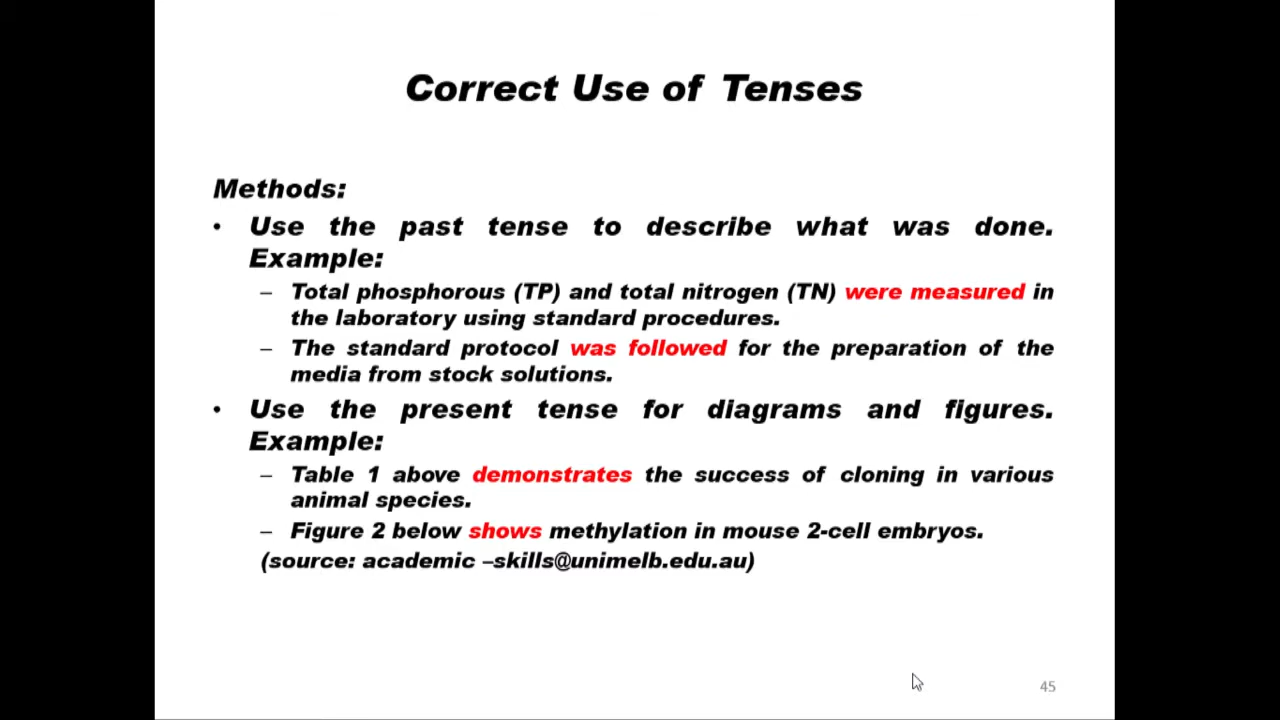 Correct Use of Tenses
Methods:
• Use the past tense to describe what was done.
Example:
– Total phosphorous (TP) and total nitrogen (TN) were measured in
the laboratory using standard procedures.
– The standard protocol was followed for the preparation of the
media from stock solutions.
• Use the present tense for diagrams and figures.
Example:
– Table 1 above demonstrates the success of cloning in various
animal species.
– Figure 2 below shows methylation in mouse 2-cell embryos.
(source: academic –skills@unimelb.edu.au)
45